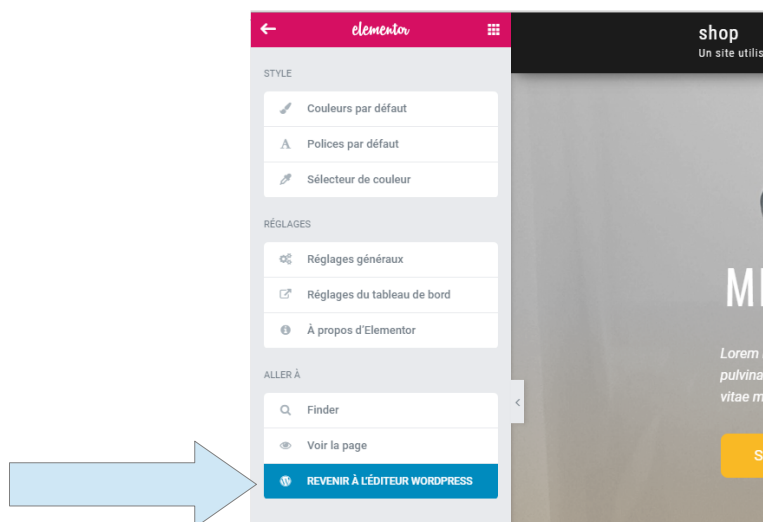 elementor
STYLE
Couleurs par défaut
A Polices par défaut
Sélecteur de couleur
RÉGLAGES
Réglages généraux
Réglages du tableau de bord
À propos d'Elementor
ALLER À
Finder
Voir la page
REVENIR À L'ÉDITEUR WORDPRESS
shop
Un site utilis
M
Lorem
pulvina
vitae m
S